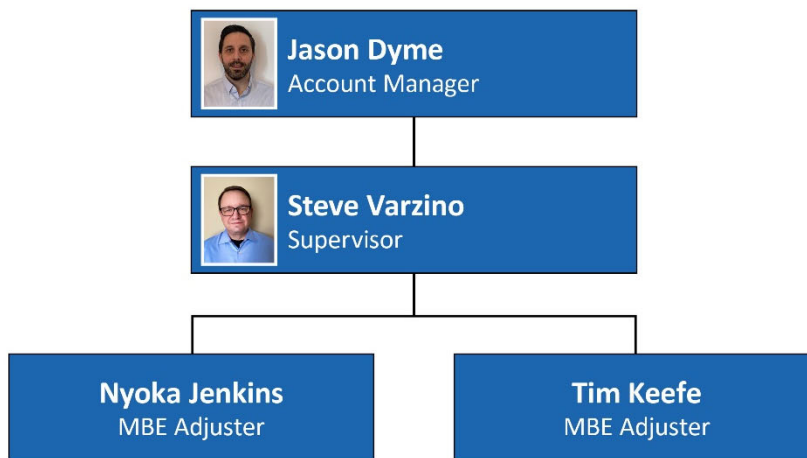 Jason Dyme
Account Manager
Steve Varzino
Supervisor
Nyoka Jenkins
MBE Adjuster
Tim Keefe
MBE Adjuster